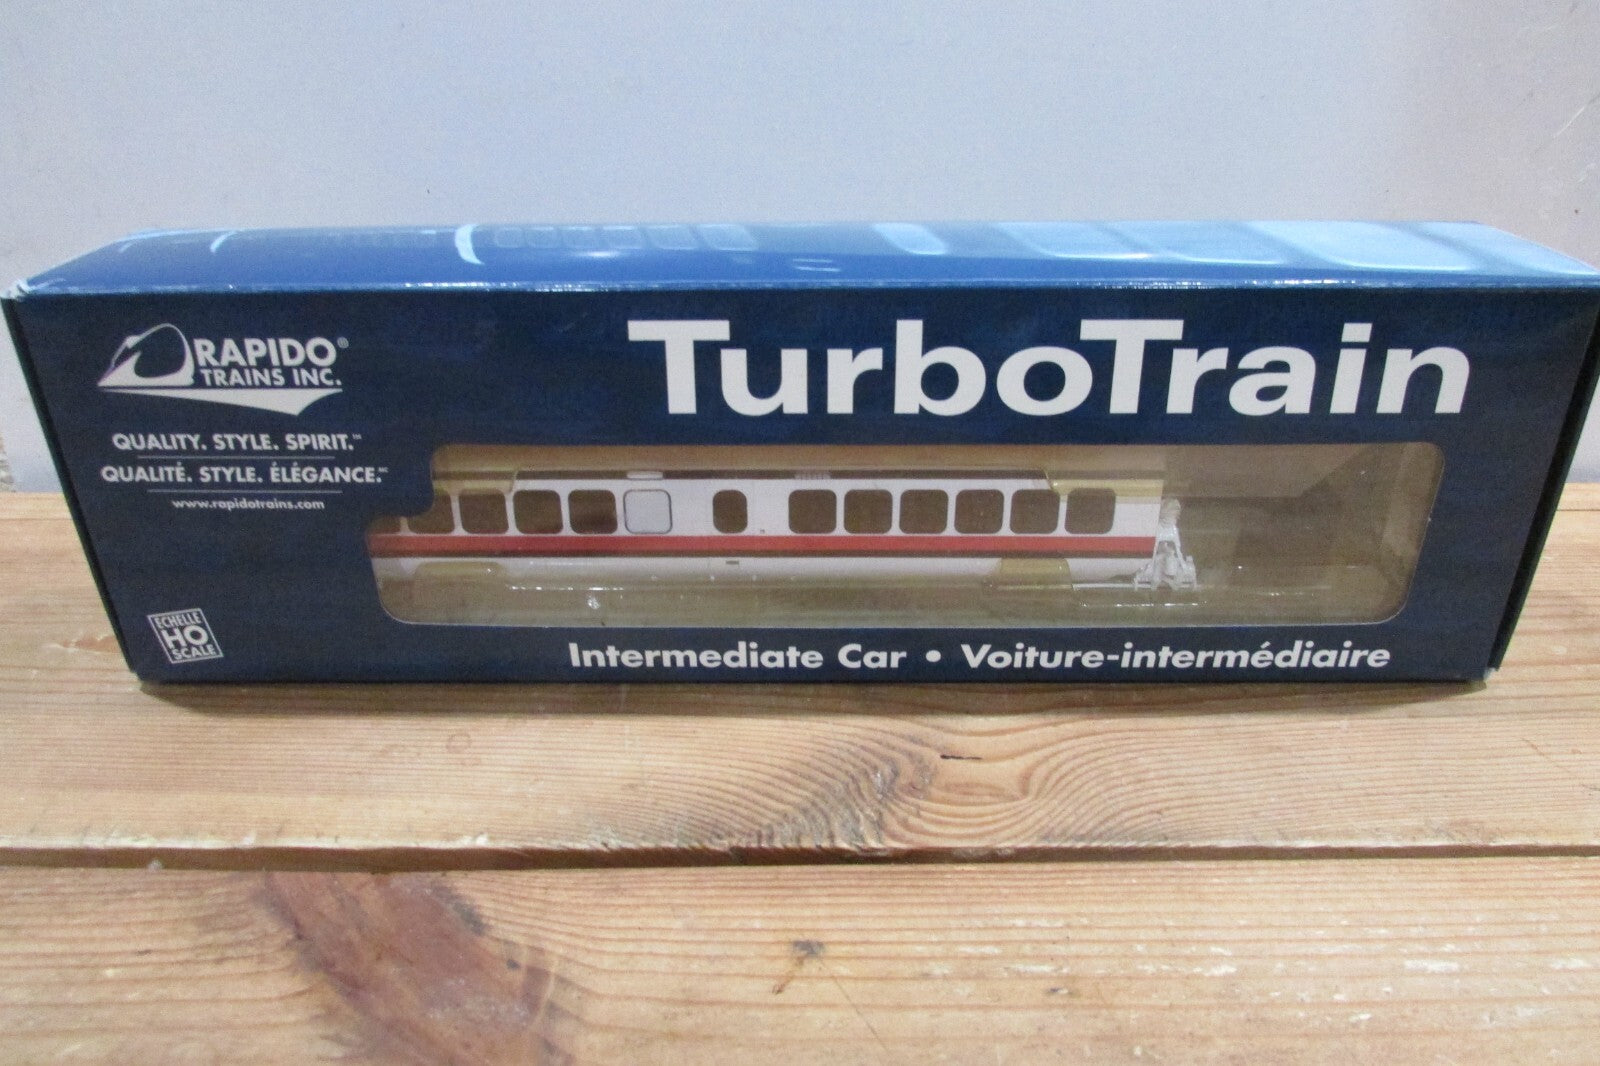 RAPIDO®
TRAINS INC.
QUALITY. STYLE. SPIRIT.™
QUALITÉ. STYLE. ÉLÉGANCE.MC
www.rapidotrains.com
TurboTrain
ECHELLE
HO
SCALE
Intermediate Car • Voiture-intermédiaire